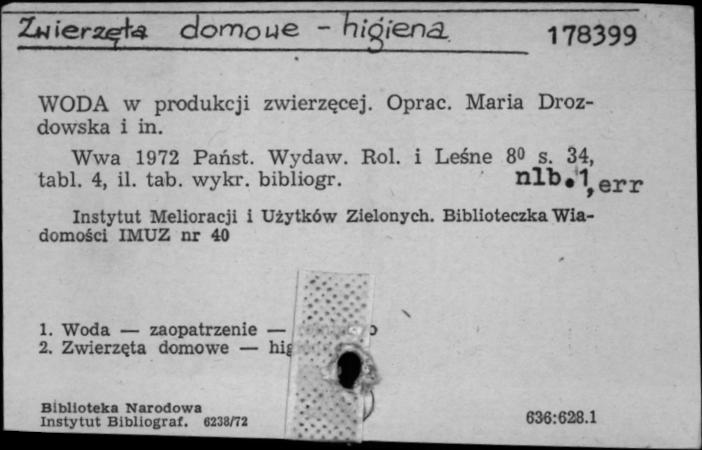 Zwierzęta domowe - higiena 178399
WODA w produkcji zwierzęcej. Oprac. Maria Droz-
dowska i in.
Wwa 1972 Państ. Wydaw. Rol. i Leśne 8⁰ s. 34,
tabl. 4, il. tab. wykr. bibliogr. nlb.1, err
Instytut Melioracji i Użytków Zielonych. Biblioteczka Wia-
domości IMUZ nr 40
1. Woda — zaopatrzenie —
2. Zwierzęta domowe —
Biblioteka Narodowa
Instytut Bibliograf. 6238/72 636:628.1